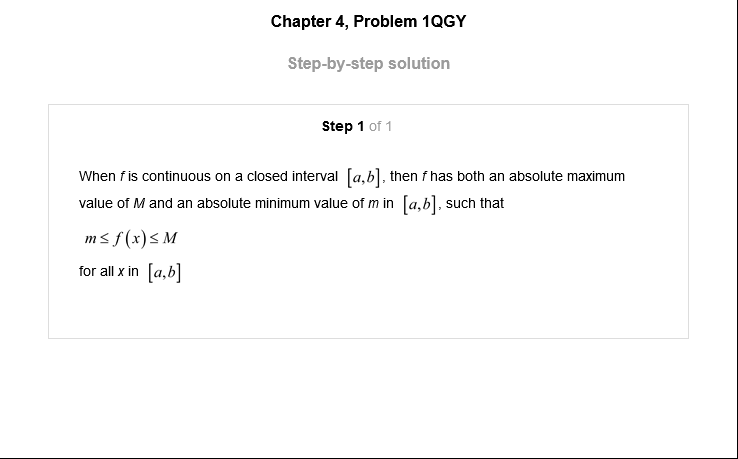 Chapter 4, Problem 1QGY
Step-by-step solution
Step 1 of 1
When f is continuous on a closed interval [a,b], then f has both an absolute maximum
value of M and an absolute minimum value of m in [a,b], such that
m ≤ f(x) ≤ M
for all x in [a,b]